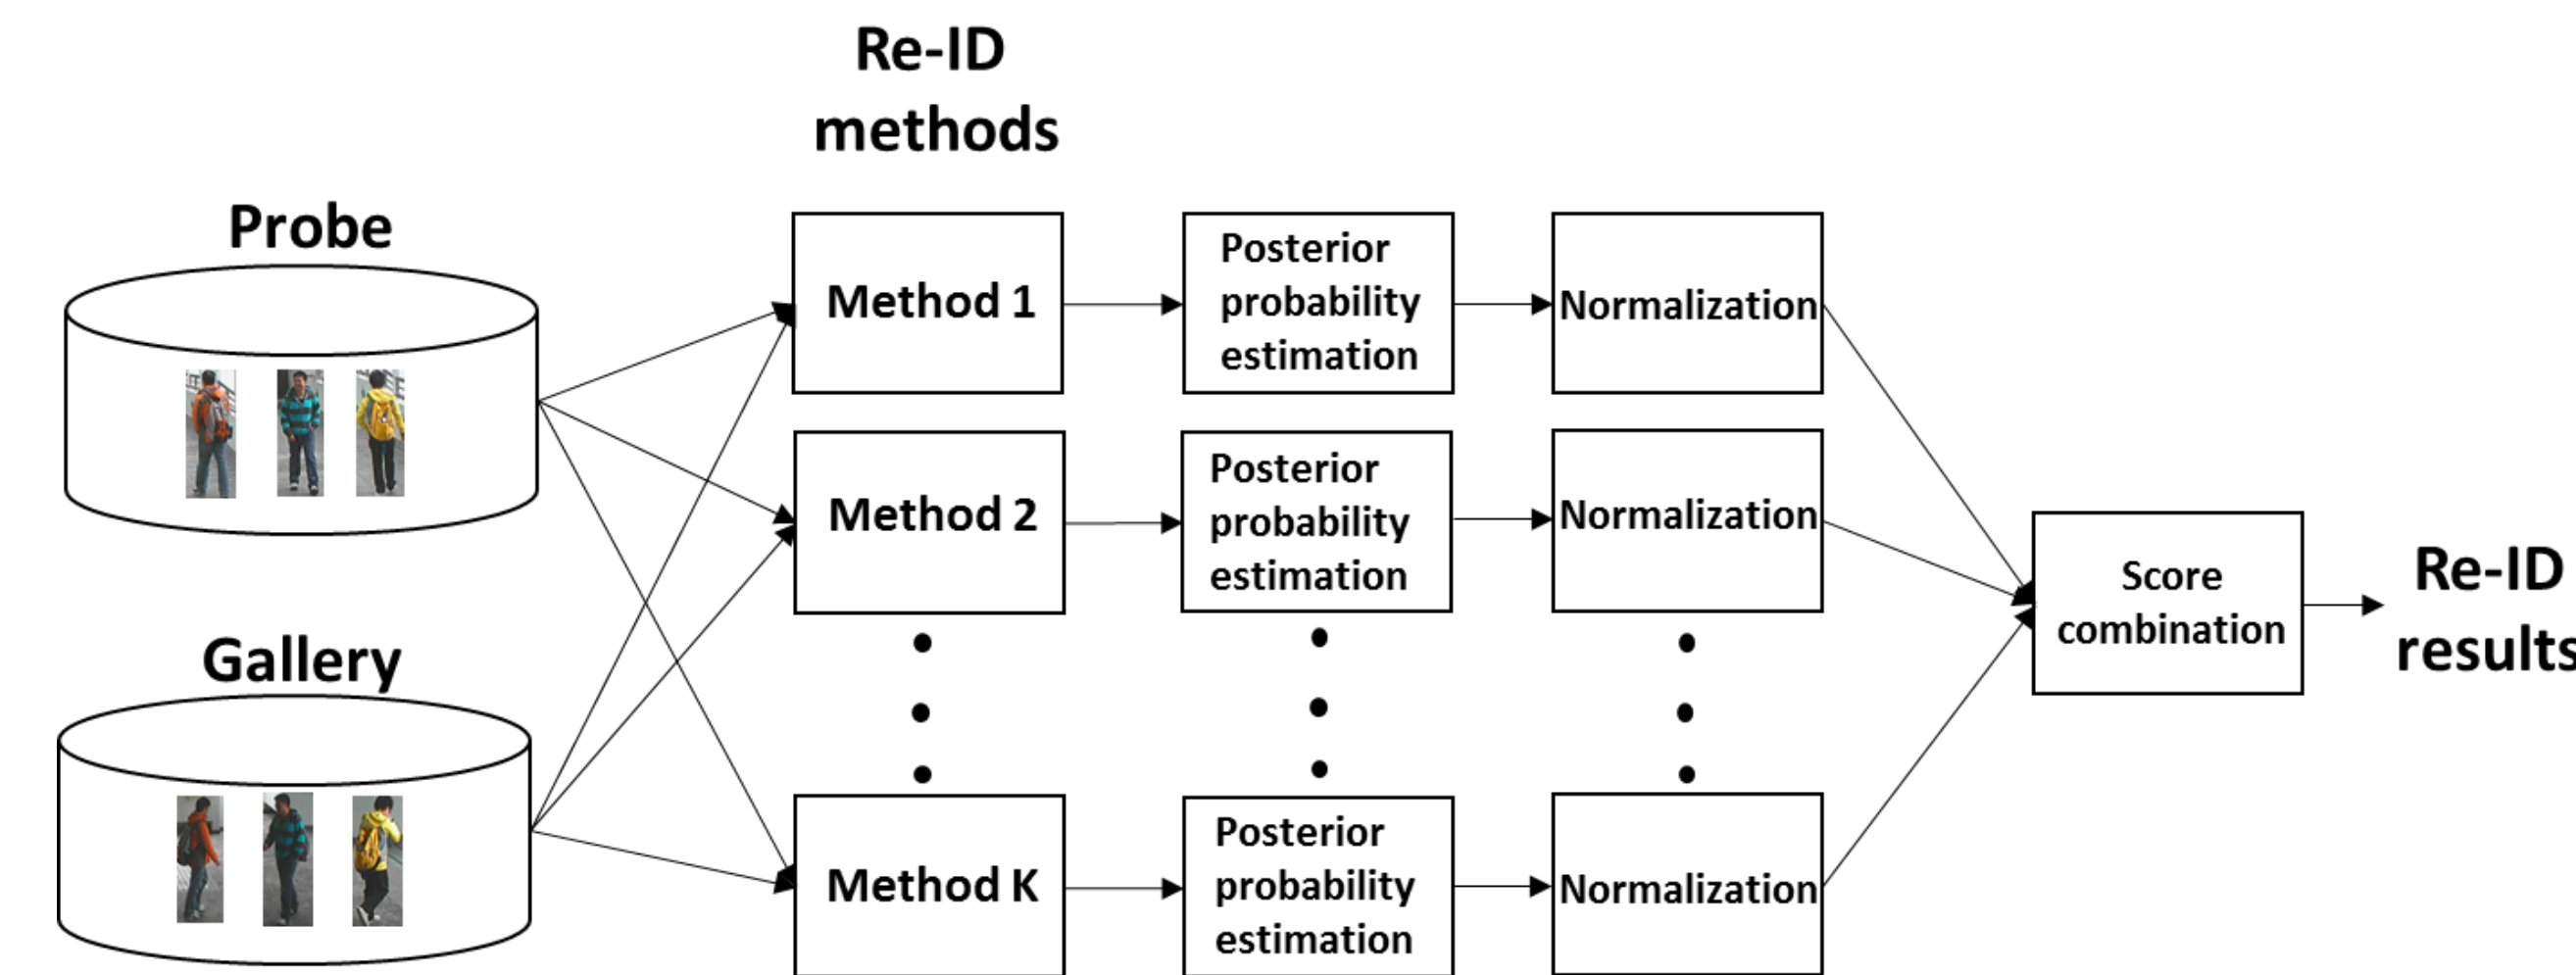 Re-ID
methods
Probe
Method 1
Posterior
probability
estimation
Normalization
Method 2
Posterior
probability
estimation
Normalization
Score
combination
Re-ID
results
Gallery
Method K
Posterior
probability
estimation
Normalization